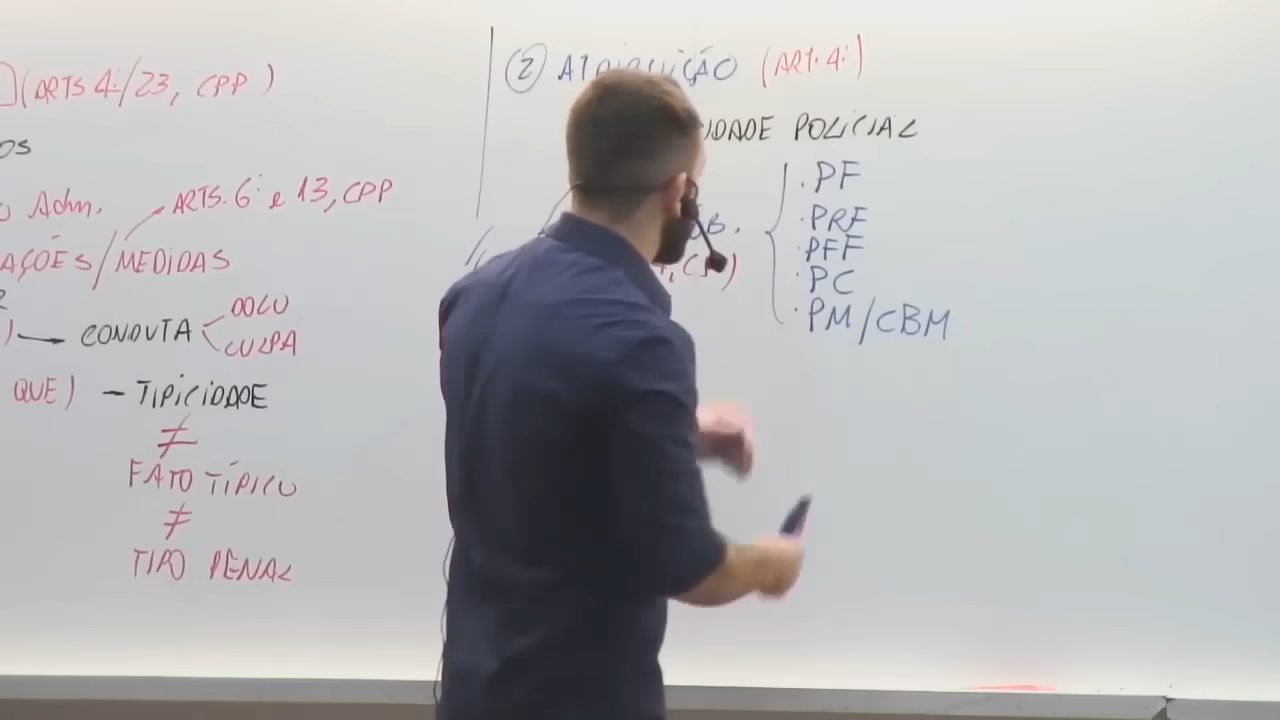 (ARTS 4º/23, CPP)
OS
Adm.
ARTS. 6º e 13, CPP
AÇÕES/MEDIDAS
CONDUTA
DOLO
CULPA
QUE) - TIPICIDADE
≠
FATO TÍPICO
≠
TIPO PENAL
② ATRIBUIÇÃO (ART. 4º)
IDADE POLICIAL
. PF
. PRF
. PFF
. PC
. PM/CBM